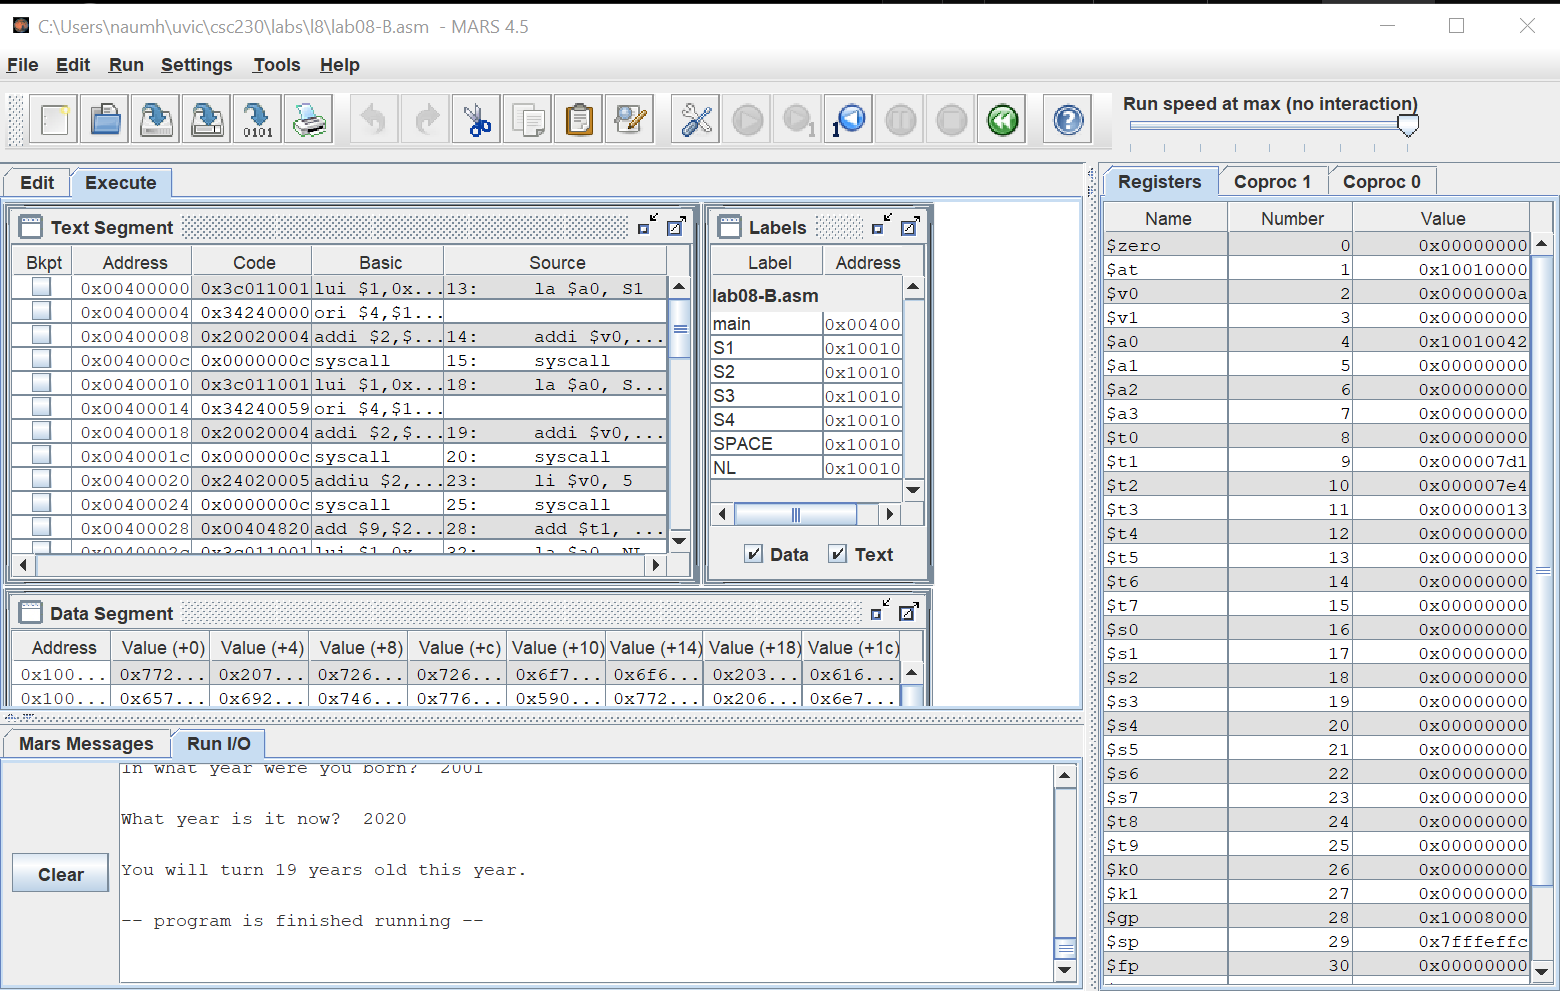 C:\Users\naumh\uvic\csc230\labs\l8\lab08-B.asm - MARS 4.5
File Edit Run Settings Tools Help
Run speed at max (no interaction)
Edit Execute
Text Segment
Bkpt Address Code Basic Source
0x00400000 0x3c011001 lui $1,0x... 13: la $a0, S1
0x00400004 0x34240000 ori $4,$1...
0x00400008 0x20020004 addi $2,$... 14: addi $v0,...
0x0040000c 0x0000000c syscall 15: syscall
0x00400010 0x3c011001 lui $1,0x... 18: la $a0, S...
0x00400014 0x34240059 ori $4,$1...
0x00400018 0x20020004 addi $2,$... 19: addi $v0,...
0x0040001c 0x0000000c syscall 20: syscall
0x00400020 0x24020005 addiu $2,... 23: li $v0, 5
0x00400024 0x0000000c syscall 25: syscall
0x00400028 0x00404820 add $9,$2... 28: add $t1, ...
0x0040002c 0x3c011001 lui $1,0x... 32: la $a0, NL
Labels
Label Address
lab08-B.asm
main 0x00400
S1 0x10010
S2 0x10010
S3 0x10010
S4 0x10010
SPACE 0x10010
NL 0x10010
Data Text
Data Segment
Address Value (+0) Value (+4) Value (+8) Value (+c) Value (+10) Value (+14) Value (+18) Value (+1c)
0x100... 0x772... 0x207... 0x726... 0x726... 0x6f7... 0x6f6... 0x203... 0x616...
0x100... 0x657... 0x692... 0x746... 0x776... 0x590... 0x772... 0x206... 0x6e7...
Mars Messages Run I/O
Clear
In what year were you born? 2001
What year is it now? 2020
You will turn 19 years old this year.
-- program is finished running --
Registers Coproc 1 Coproc 0
Name Number Value
$zero 0 0x00000000
$at 1 0x10010000
$v0 2 0x0000000a
$v1 3 0x00000000
$a0 4 0x10010042
$a1 5 0x00000000
$a2 6 0x00000000
$a3 7 0x00000000
$t0 8 0x00000000
$t1 9 0x000007d1
$t2 10 0x000007e4
$t3 11 0x00000013
$t4 12 0x00000000
$t5 13 0x00000000
$t6 14 0x00000000
$t7 15 0x00000000
$s0 16 0x00000000
$s1 17 0x00000000
$s2 18 0x00000000
$s3 19 0x00000000
$s4 20 0x00000000
$s5 21 0x00000000
$s6 22 0x00000000
$s7 23 0x00000000
$t8 24 0x00000000
$t9 25 0x00000000
$k0 26 0x00000000
$k1 27 0x00000000
$gp 28 0x10008000
$sp 29 0x7fffeffc
$fp 30 0x00000000